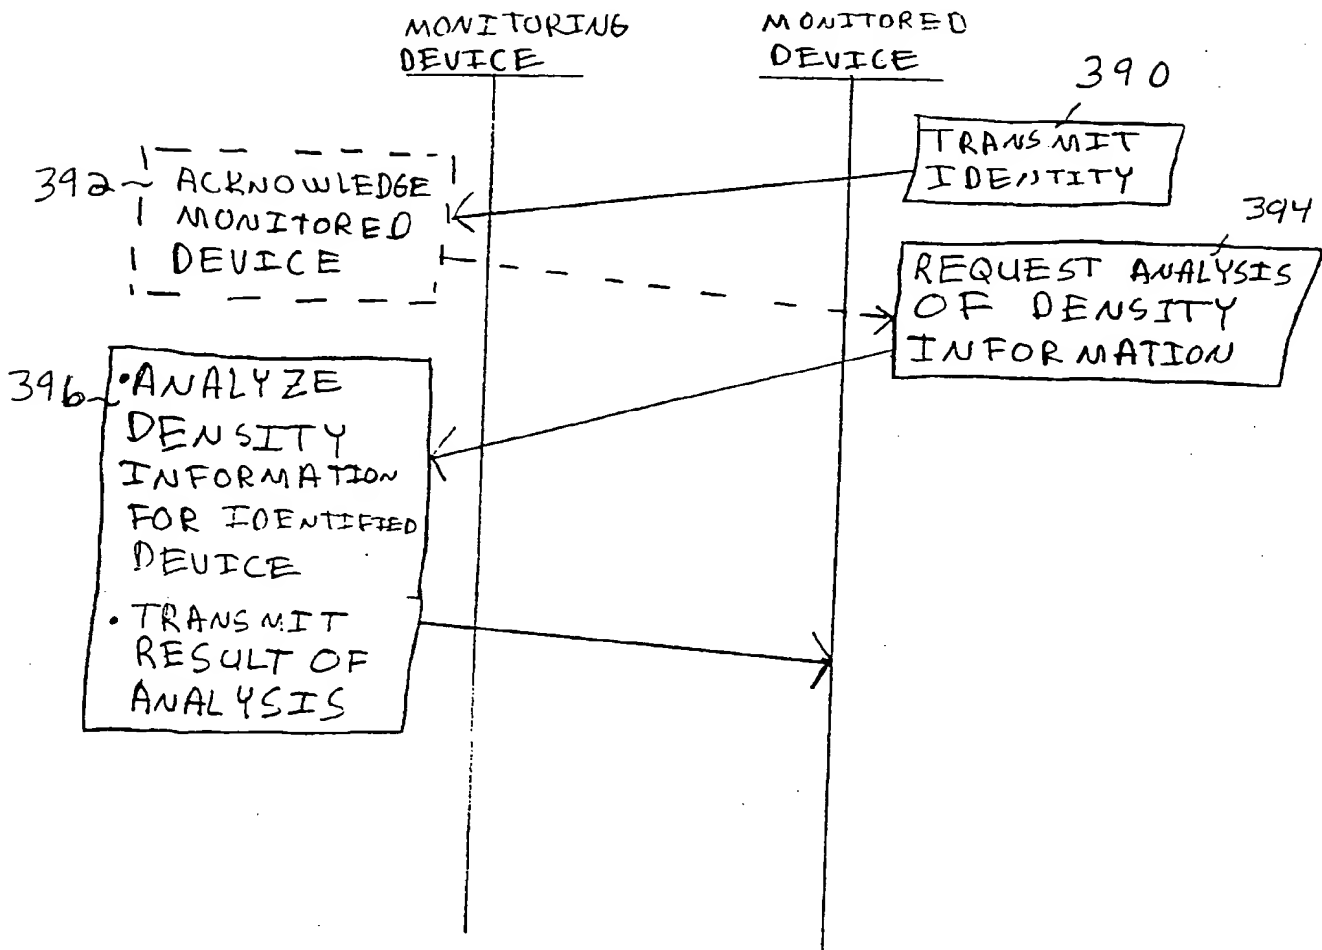 MONITORING
DEVICE
MONITORED
DEVICE
390
TRANSMIT
IDENTITY
392
ACKNOWLEDGE
MONITORED
DEVICE
394
REQUEST ANALYSIS
OF DENSITY
INFORMATION
396
•ANALYZE
DENSITY
INFORMATION
FOR IDENTIFIED
DEVICE
• TRANSMIT
RESULT OF
ANALYSIS